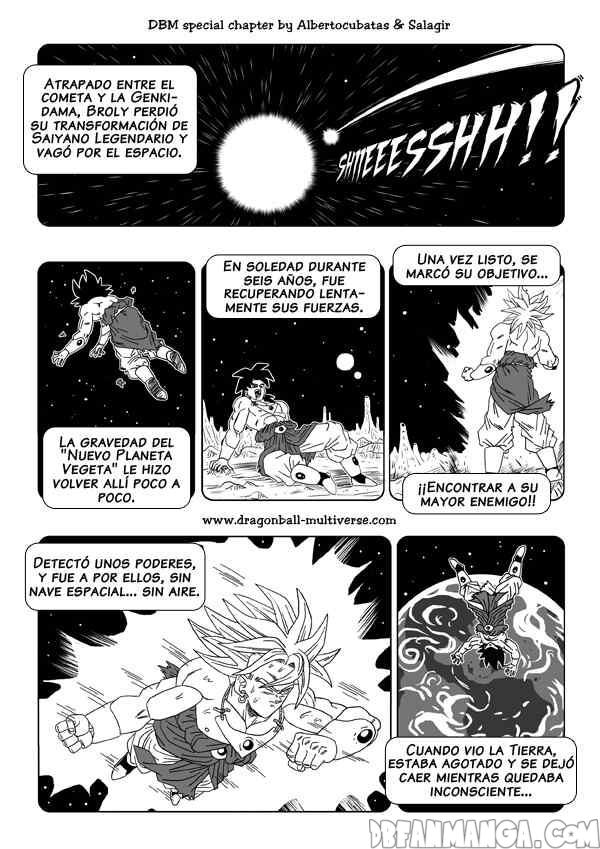 DBM special chapter by Albertocubatas & Salagir
ATRAPADO ENTRE EL
COMETA Y LA GENKI-
DAMA, BROLY PERDIÓ
SU TRANSFORMACIÓN DE
SAIYANO LEGENDARIO Y
VAGÓ POR EL ESPACIO.
SHTEEEESSHH!!
LA GRAVEDAD DEL
"NUEVO PLANETA
VEGETA" LE HIZO
VOLVER ALLÍ POCO A
POCO.
EN SOLEDAD DURANTE
SEIS AÑOS, FUE
RECUPERANDO LENTA-
MENTE SUS FUERZAS.
UNA VEZ LISTO, SE
MARCÓ SU OBJETIVO...
¡¡ENCONTRAR A SU
MAYOR ENEMIGO!!
www.dragonball-multiverse.com
DETECTÓ UNOS PODERES,
Y FUE A POR ELLOS, SIN
NAVE ESPACIAL... SIN AIRE.
CUANDO VIO LA TIERRA,
ESTABA AGOTADO Y SE DEJÓ
CAER MIENTRAS QUEDABA
INCONSCIENTE...
DBFANMANGA.COM